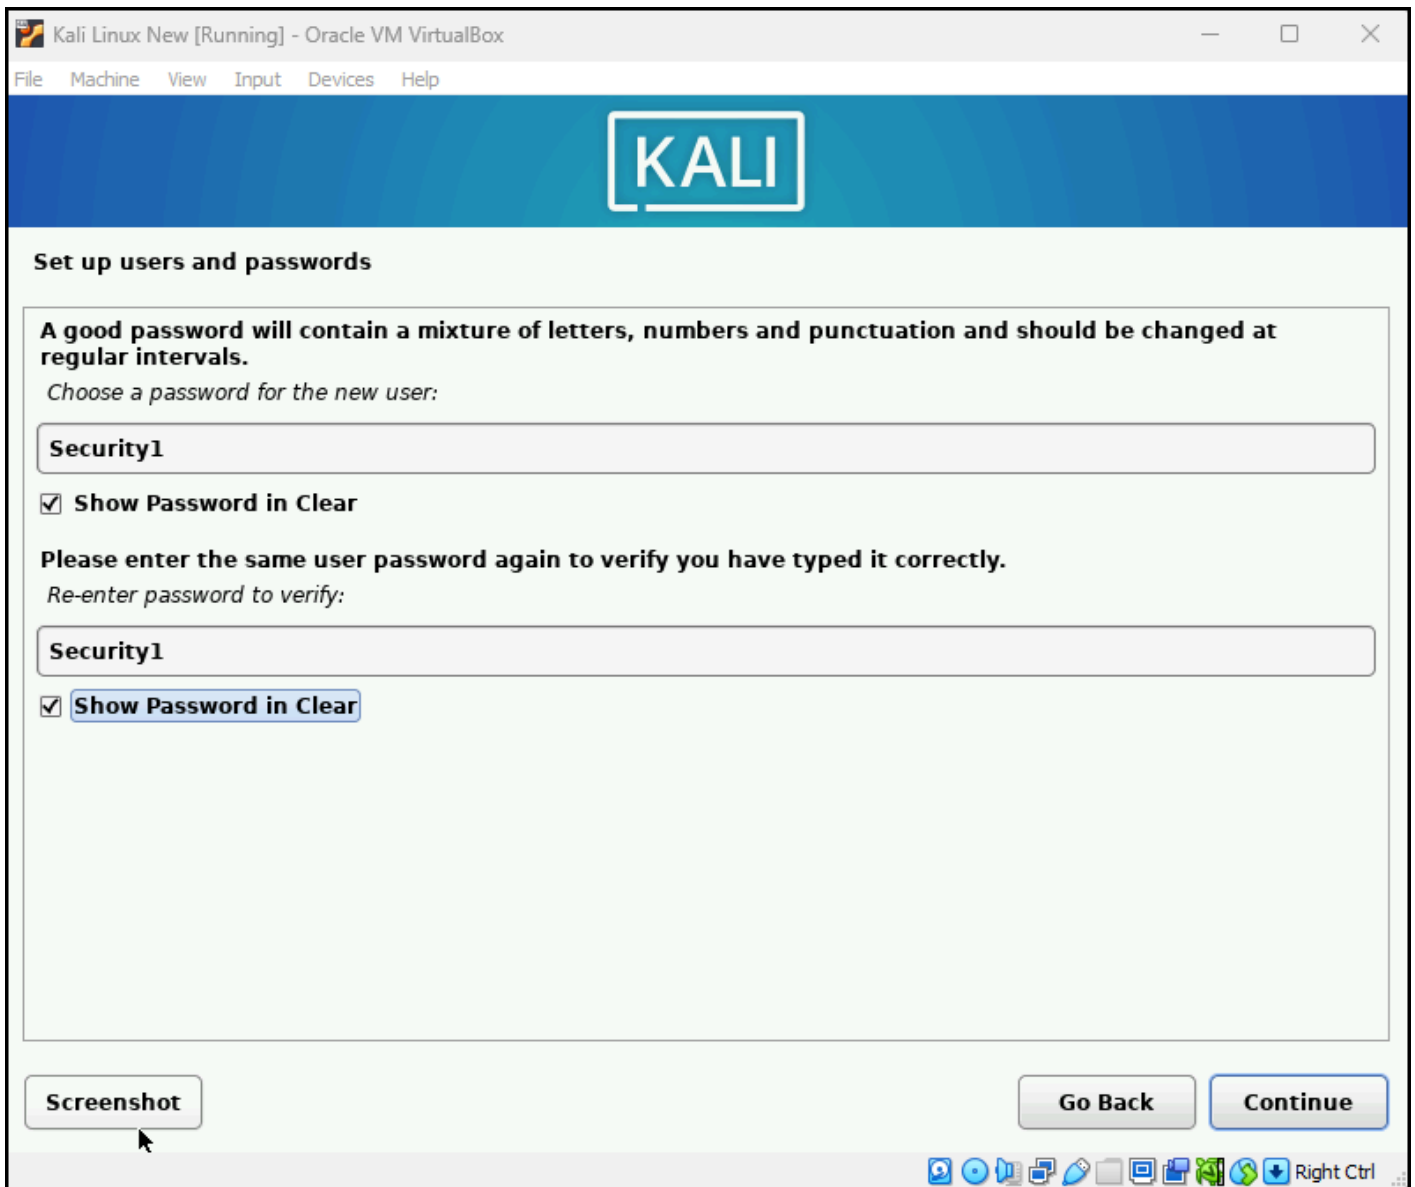 Kali Linux New [Running] - Oracle VM VirtualBox
File Machine View Input Devices Help
KALI
Set up users and passwords
A good password will contain a mixture of letters, numbers and punctuation and should be changed at
regular intervals.
Choose a password for the new user:
Security1
Show Password in Clear
Please enter the same user password again to verify you have typed it correctly.
Re-enter password to verify:
Security1
Show Password in Clear
Screenshot Go Back Continue
Right Ctrl